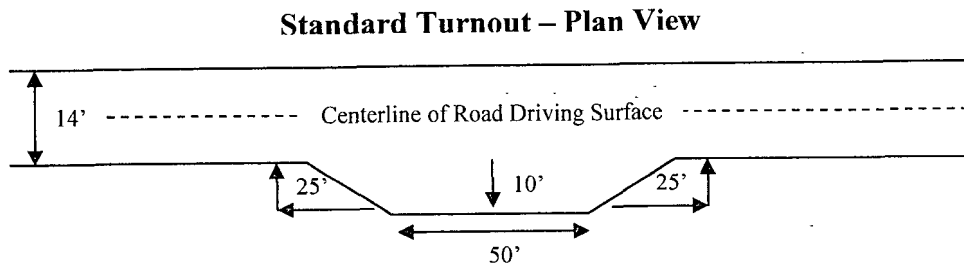 Standard Turnout – Plan View
14’
Centerline of Road Driving Surface
25’
10’
25’
50’